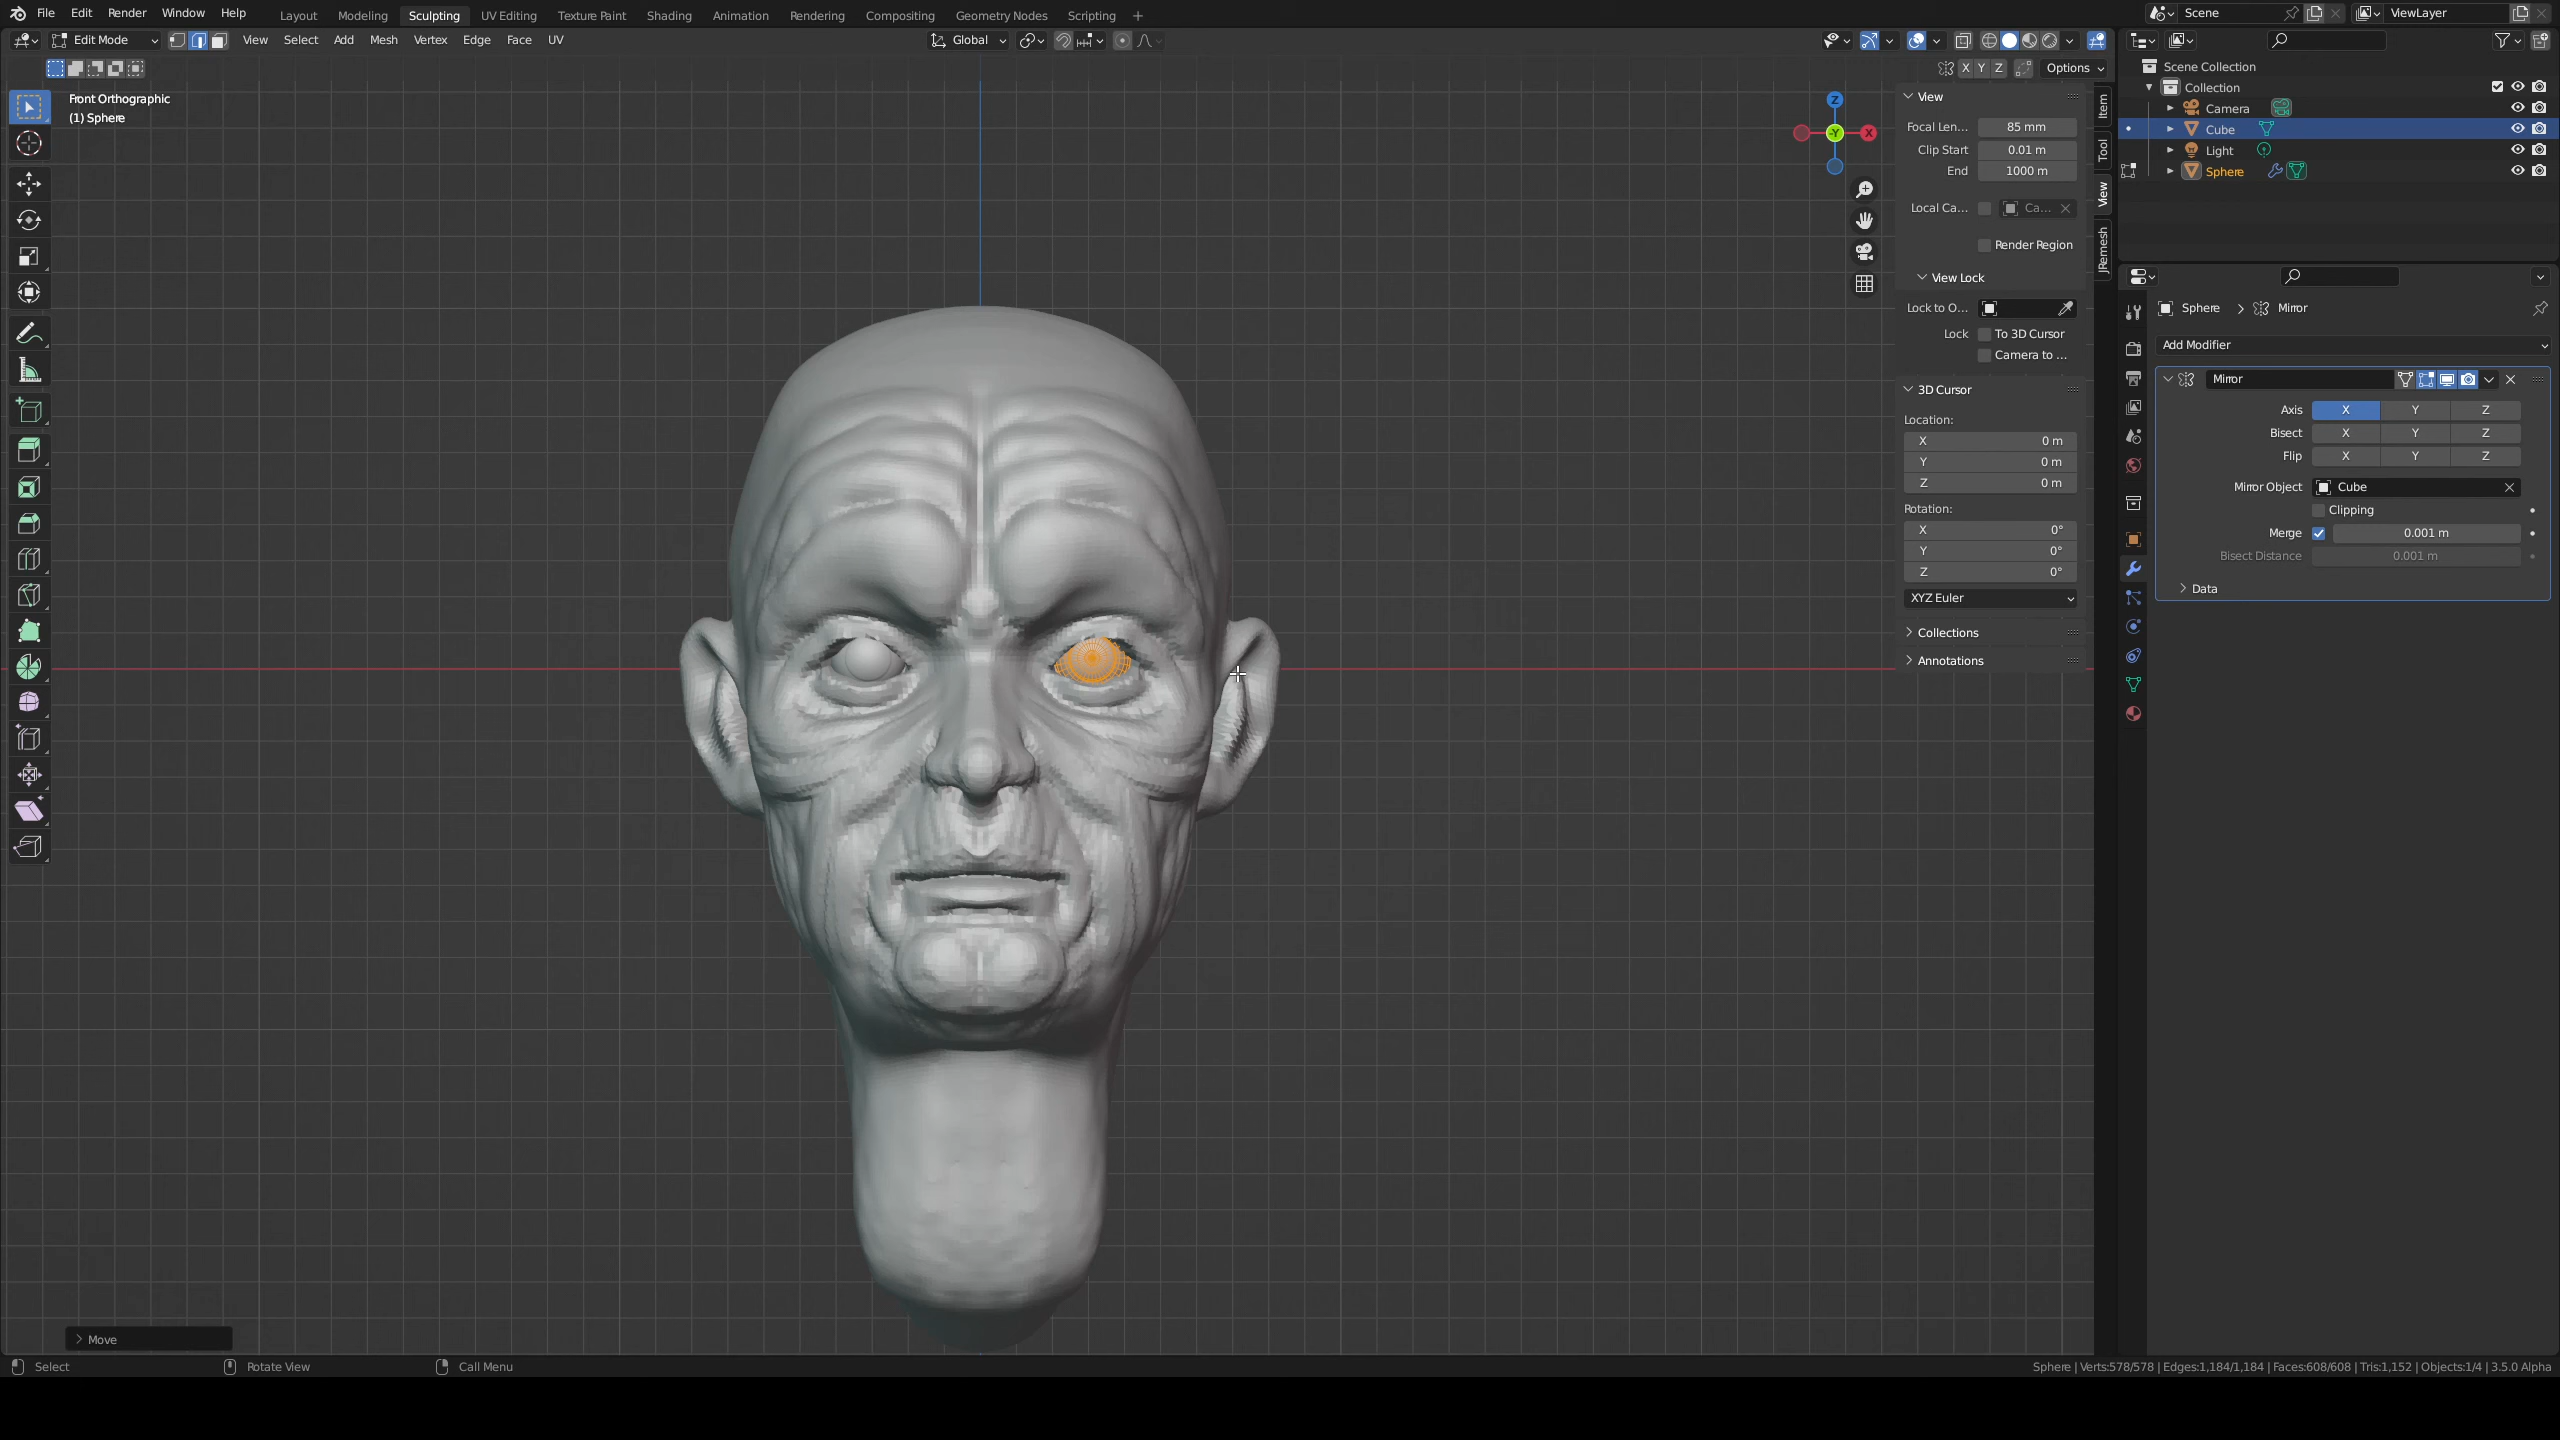 File Edit Render Window Help Layout Modeling Sculpting UV Editing Texture Paint Shading Animation Rendering Compositing Geometry Nodes Scripting + Scene ViewLayer
Edit Mode View Select Add Mesh Vertex Edge Face UV Global
X Y Z Options
Front Orthographic
(1) Sphere
Z
-Y
X
View
Focal Len... 85 mm
Clip Start 0.01 m
End 1000 m
Local Ca... Ca...
Render Region
View Lock
Lock to O...
Lock To 3D Cursor
Camera to ...
3D Cursor
Location:
X 0 m
Y 0 m
Z 0 m
Rotation:
X 0°
Y 0°
Z 0°
XYZ Euler
Collections
Annotations
Item
Tool
View
JRemesh
Scene Collection
Collection
Camera
Cube
Light
Sphere
Sphere > Mirror
Add Modifier
Mirror
Axis X Y Z
Bisect X Y Z
Flip X Y Z
Mirror Object Cube
Clipping
Merge 0.001 m
Bisect Distance 0.001 m
Data
Move
Select Rotate View Call Menu Sphere | Verts:578/578 | Edges:1,184/1,184 | Faces:608/608 | Tris:1,152 | Objects:1/4 | 3.5.0 Alpha